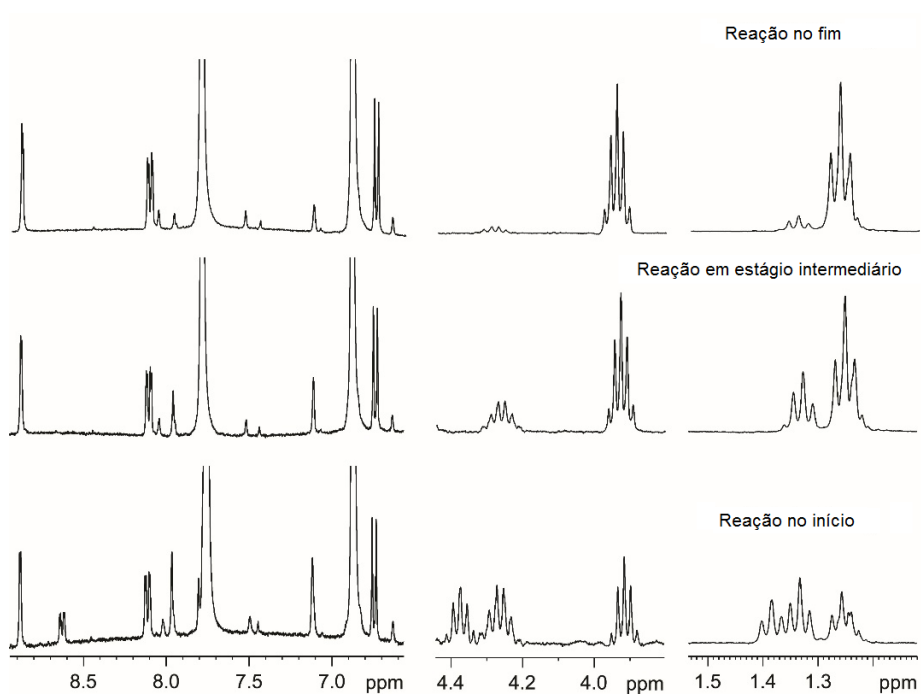 Reação no fim
Reação em estágio intermediário
Reação no início
8.5 8.0 7.5 7.0 ppm
4.4 4.2 4.0 ppm
1.5 1.4 1.3 ppm